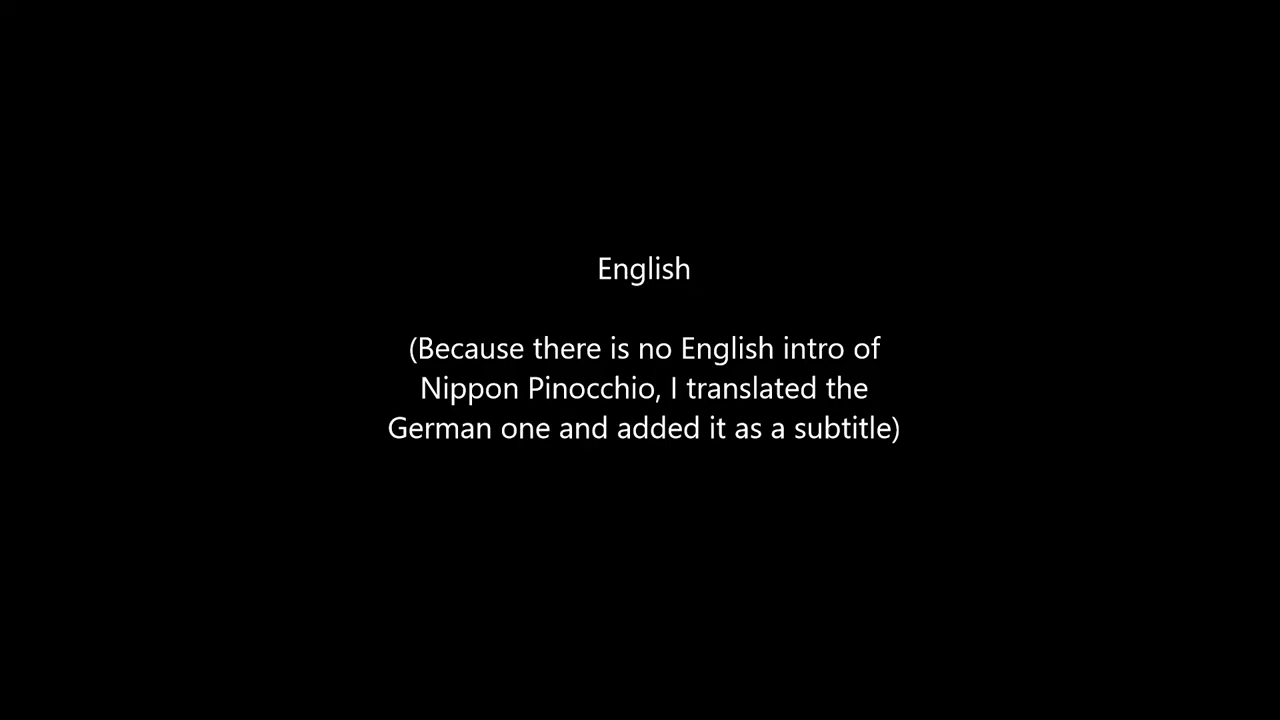 English
(Because there is no English intro of
Nippon Pinocchio, I translated the
German one and added it as a subtitle)